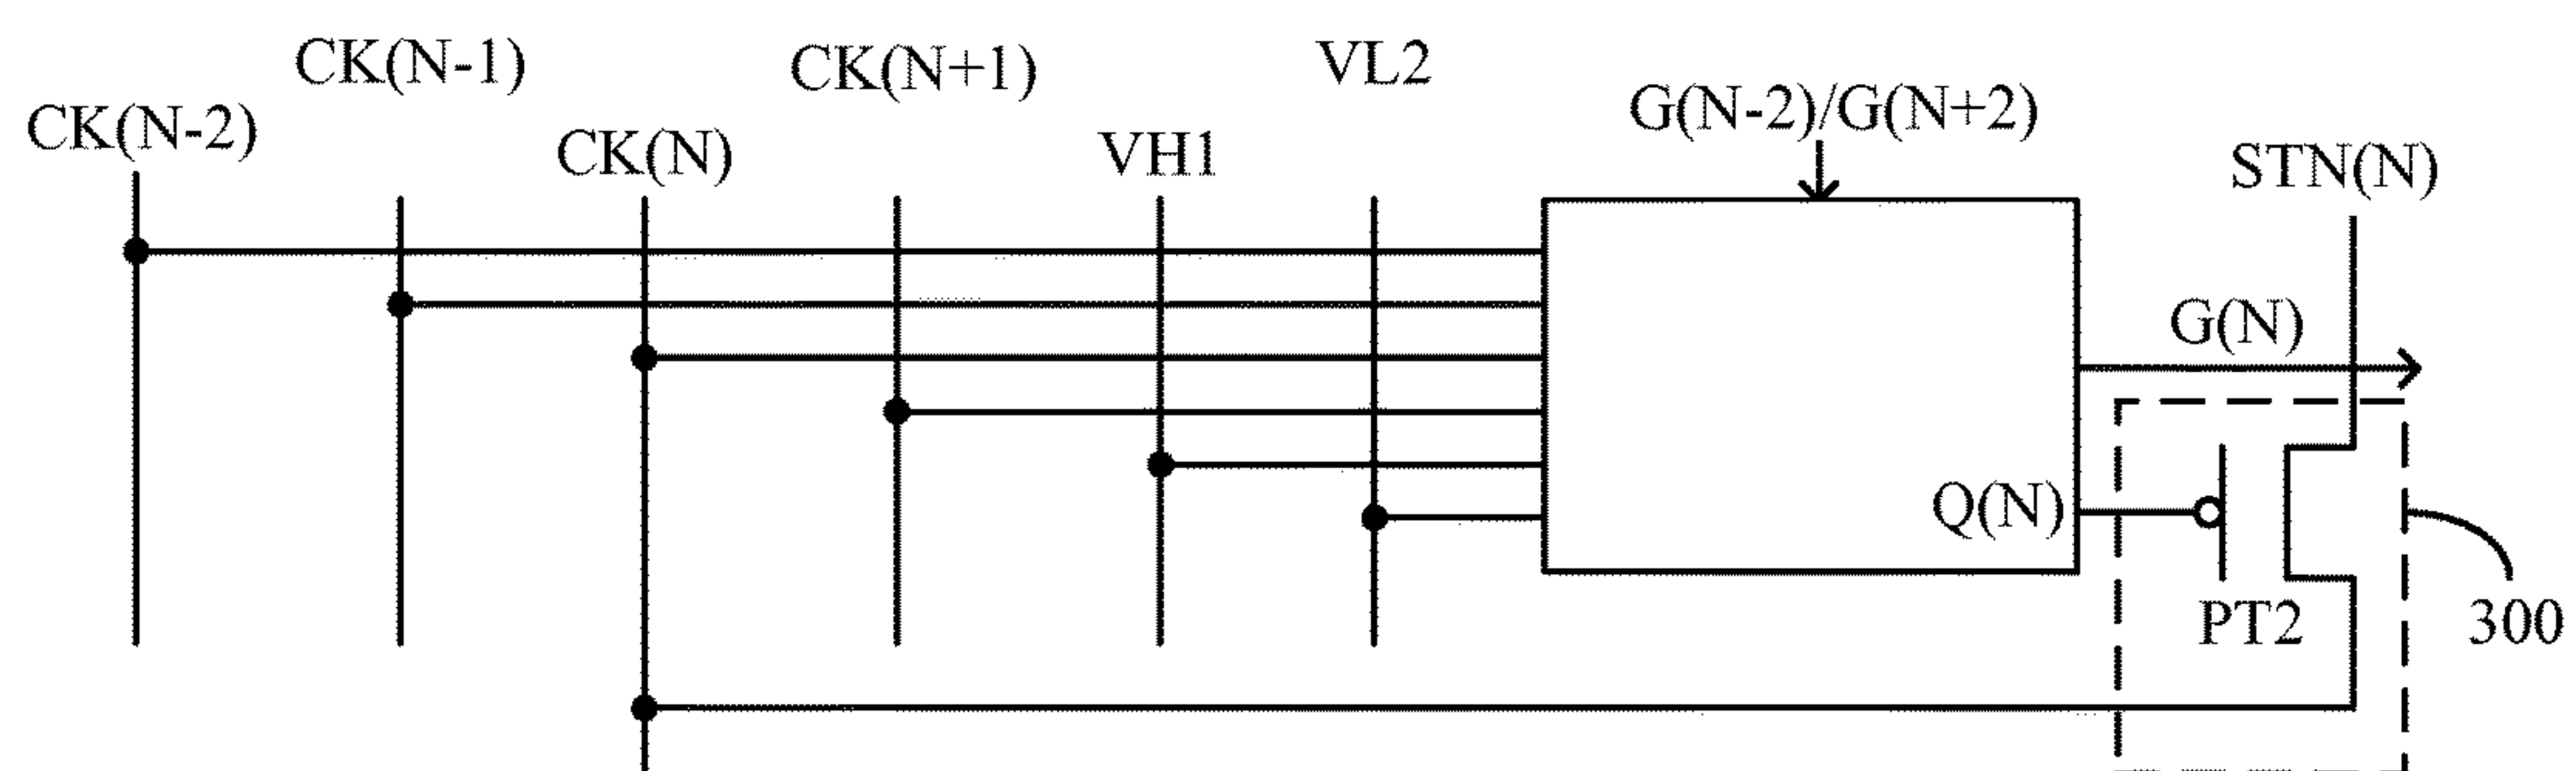 CK(N-2)
CK(N-1)
CK(N)
CK(N+1)
VH1
VL2
G(N-2)/G(N+2)
STN(N)
G(N)
Q(N)
PT2
300